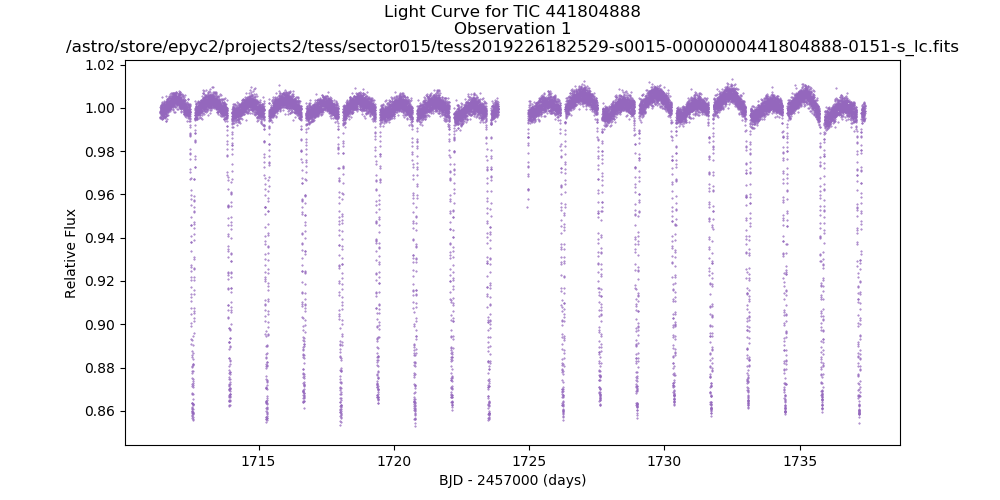 Light Curve for TIC 441804888
Observation 1
/astro/store/epyc2/projects2/tess/sector015/tess2019226182529-s0015-0000000441804888-0151-s_lc.fits
1.02
1.00
0.98
0.96
0.94
0.92
0.90
0.88
0.86
Relative Flux
1715
1720
1725
1730
1735
BJD - 2457000 (days)